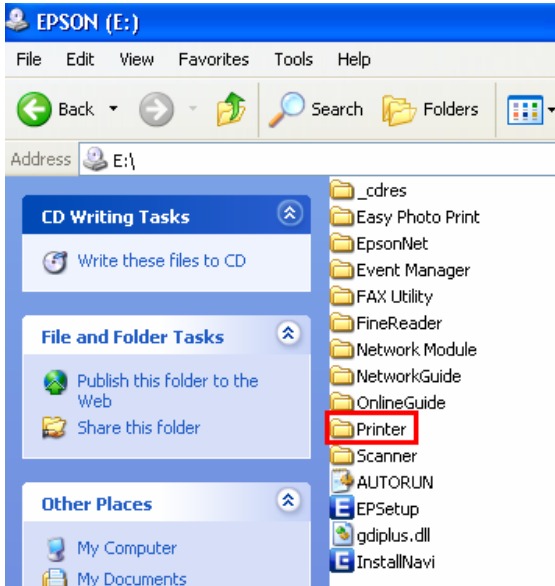 EPSON (E:)
File Edit View Favorites Tools Help
Back Search Folders
Address E:\
CD Writing Tasks
Write these files to CD
File and Folder Tasks
Publish this folder to the
Web
Share this folder
Other Places
My Computer
My Documents
_cdres
Easy Photo Print
EpsonNet
Event Manager
FAX Utility
FineReader
Network Module
NetworkGuide
OnlineGuide
Printer
Scanner
AUTORUN
EPSetup
gdiplus.dll
InstallNavi